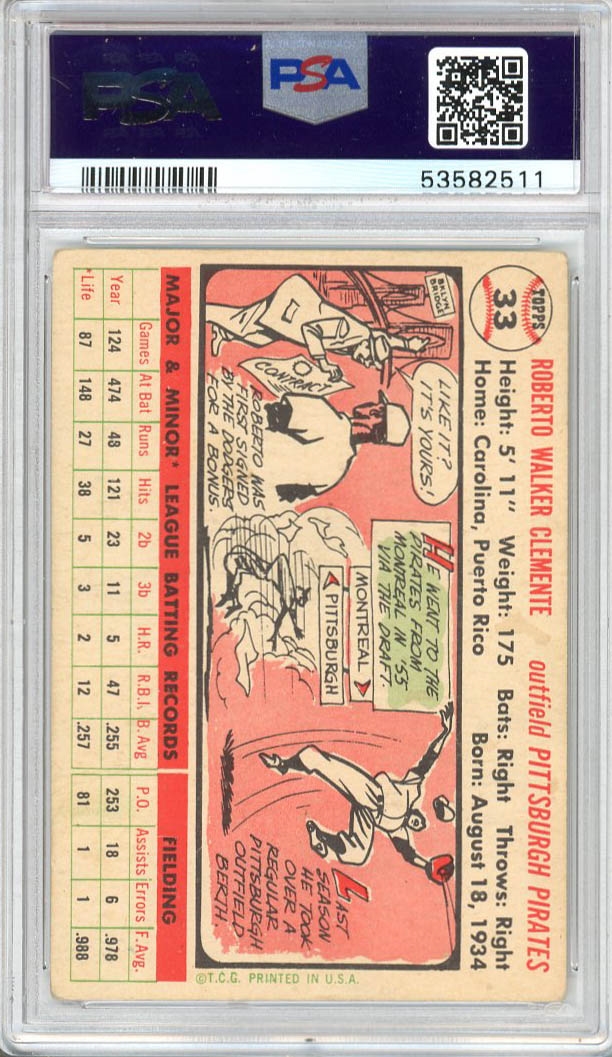 PSA
PSA
53582511
TOPPS
33
ROBERTO WALKER CLEMENTE outfield PITTSBURGH PIRATES
Height: 5' 11" Weight: 175 Bats: Right Throws: Right
Home: Carolina, Puerto Rico Born: August 18, 1934
BKLYN
BRIDGE
LIKE IT?
IT'S YOURS!
CONTRACT
ROBERTO WAS
FIRST SIGNED
BY THE DODGERS
FOR A BONUS.
HE WENT TO THE
PIRATES FROM
MONTREAL IN '55
VIA THE DRAFT.
MONTREAL
PITTSBURGH
LAST
SEASON
HE TOOK
OVER A
REGULAR
PITTSBURGH
OUTFIELD
BERTH.
MAJOR & MINOR* LEAGUE BATTING RECORDS FIELDING
Games At Bat Runs Hits 2b 3b H.R. R.B.I. B. Avg P.O. Assists Errors F. Avg.
Year 124 474 48 121 23 11 5 47 .255 253 18 6 .978
*Life 87 148 27 38 5 3 2 12 .257 81 1 1 .988
©T.C.G. PRINTED IN U.S.A.